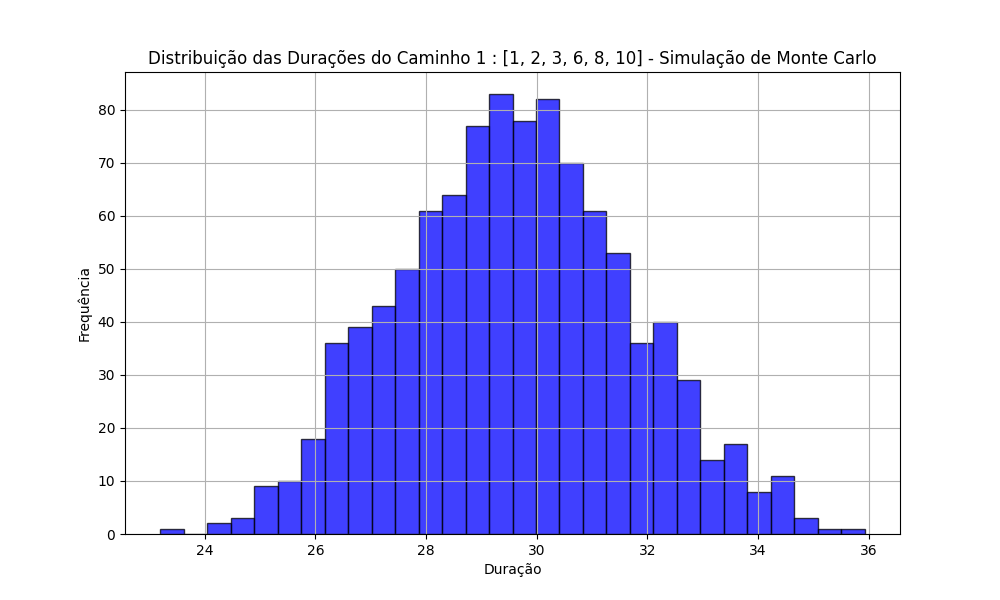 Distribuição das Durações do Caminho 1 : [1, 2, 3, 6, 8, 10] - Simulação de Monte Carlo
80
70
60
50
40
30
20
10
0
Frequência
24 26 28 30 32 34 36
Duração